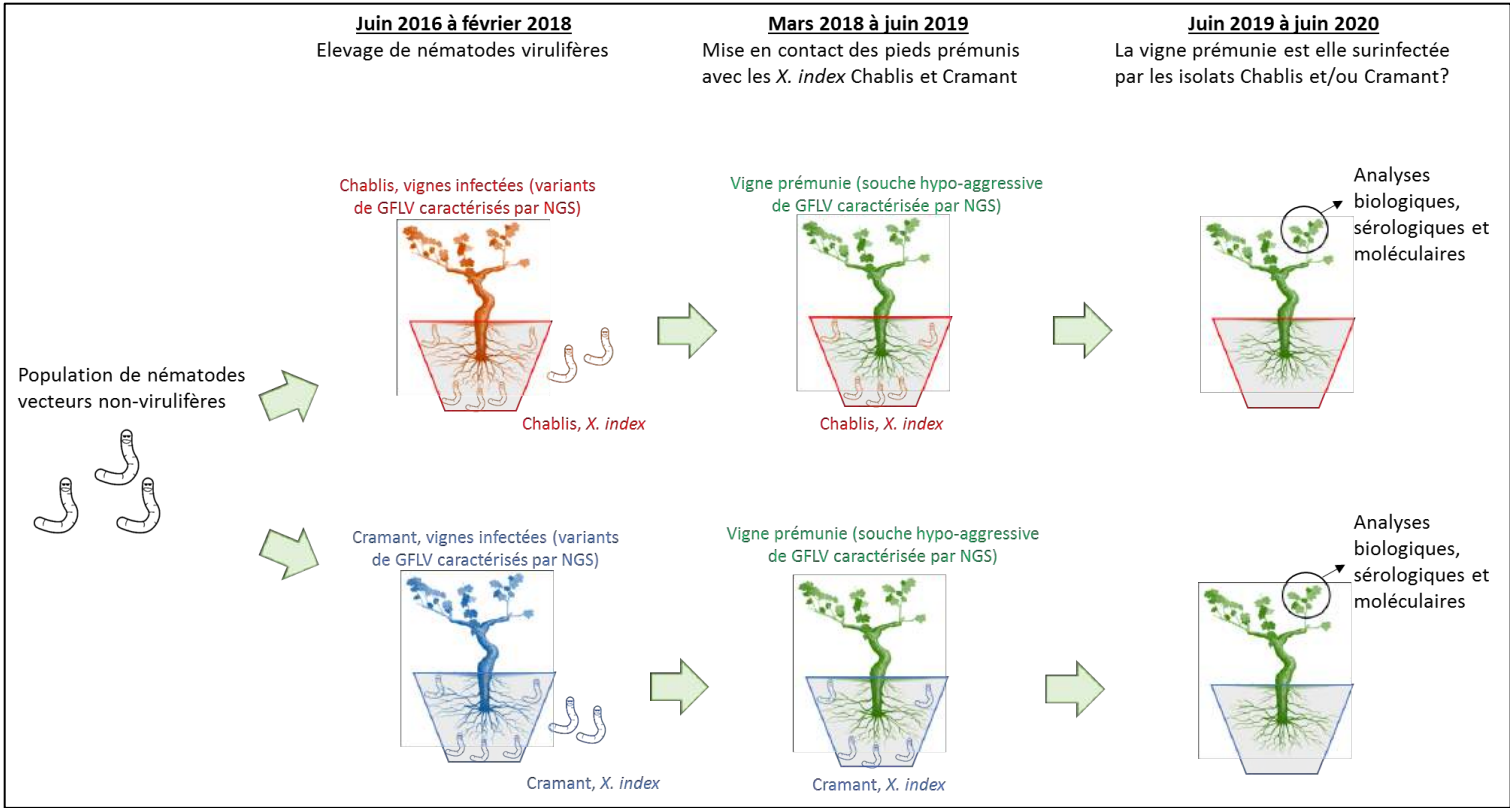 Juin 2016 à février 2018
Elevage de nématodes virulifères
Mars 2018 à juin 2019
Mise en contact des pieds prémunis
avec les X. index Chablis et Cramant
Juin 2019 à juin 2020
La vigne prémunie est elle surinfectée
par les isolats Chablis et/ou Cramant?
Population de nématodes
vecteurs non-virulifères
Chablis, vignes infectées (variants
de GFLV caractérisés par NGS)
Chablis, X. index
Vigne prémunie (souche hypo-aggressive
de GFLV caractérisée par NGS)
Chablis, X. index
Analyses
biologiques,
sérologiques et
moléculaires
Cramant, vignes infectées (variants
de GFLV caractérisés par NGS)
Cramant, X. index
Vigne prémunie (souche hypo-aggressive
de GFLV caractérisée par NGS)
Cramant, X. index
Analyses
biologiques,
sérologiques et
moléculaires